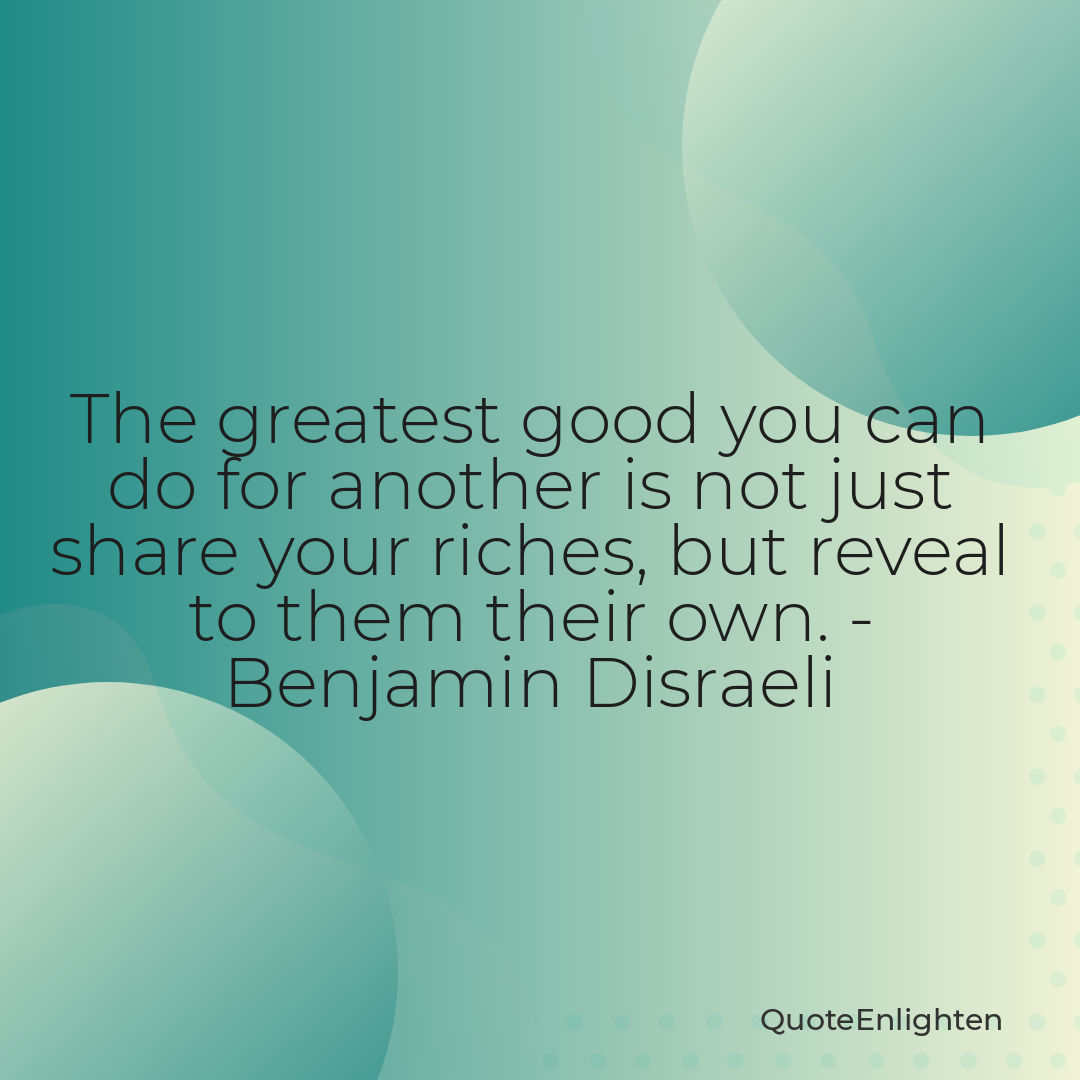 The greatest good you can
do for another is not just
share your riches, but reveal
to them their own. -
Benjamin Disraeli
QuoteEnlighten